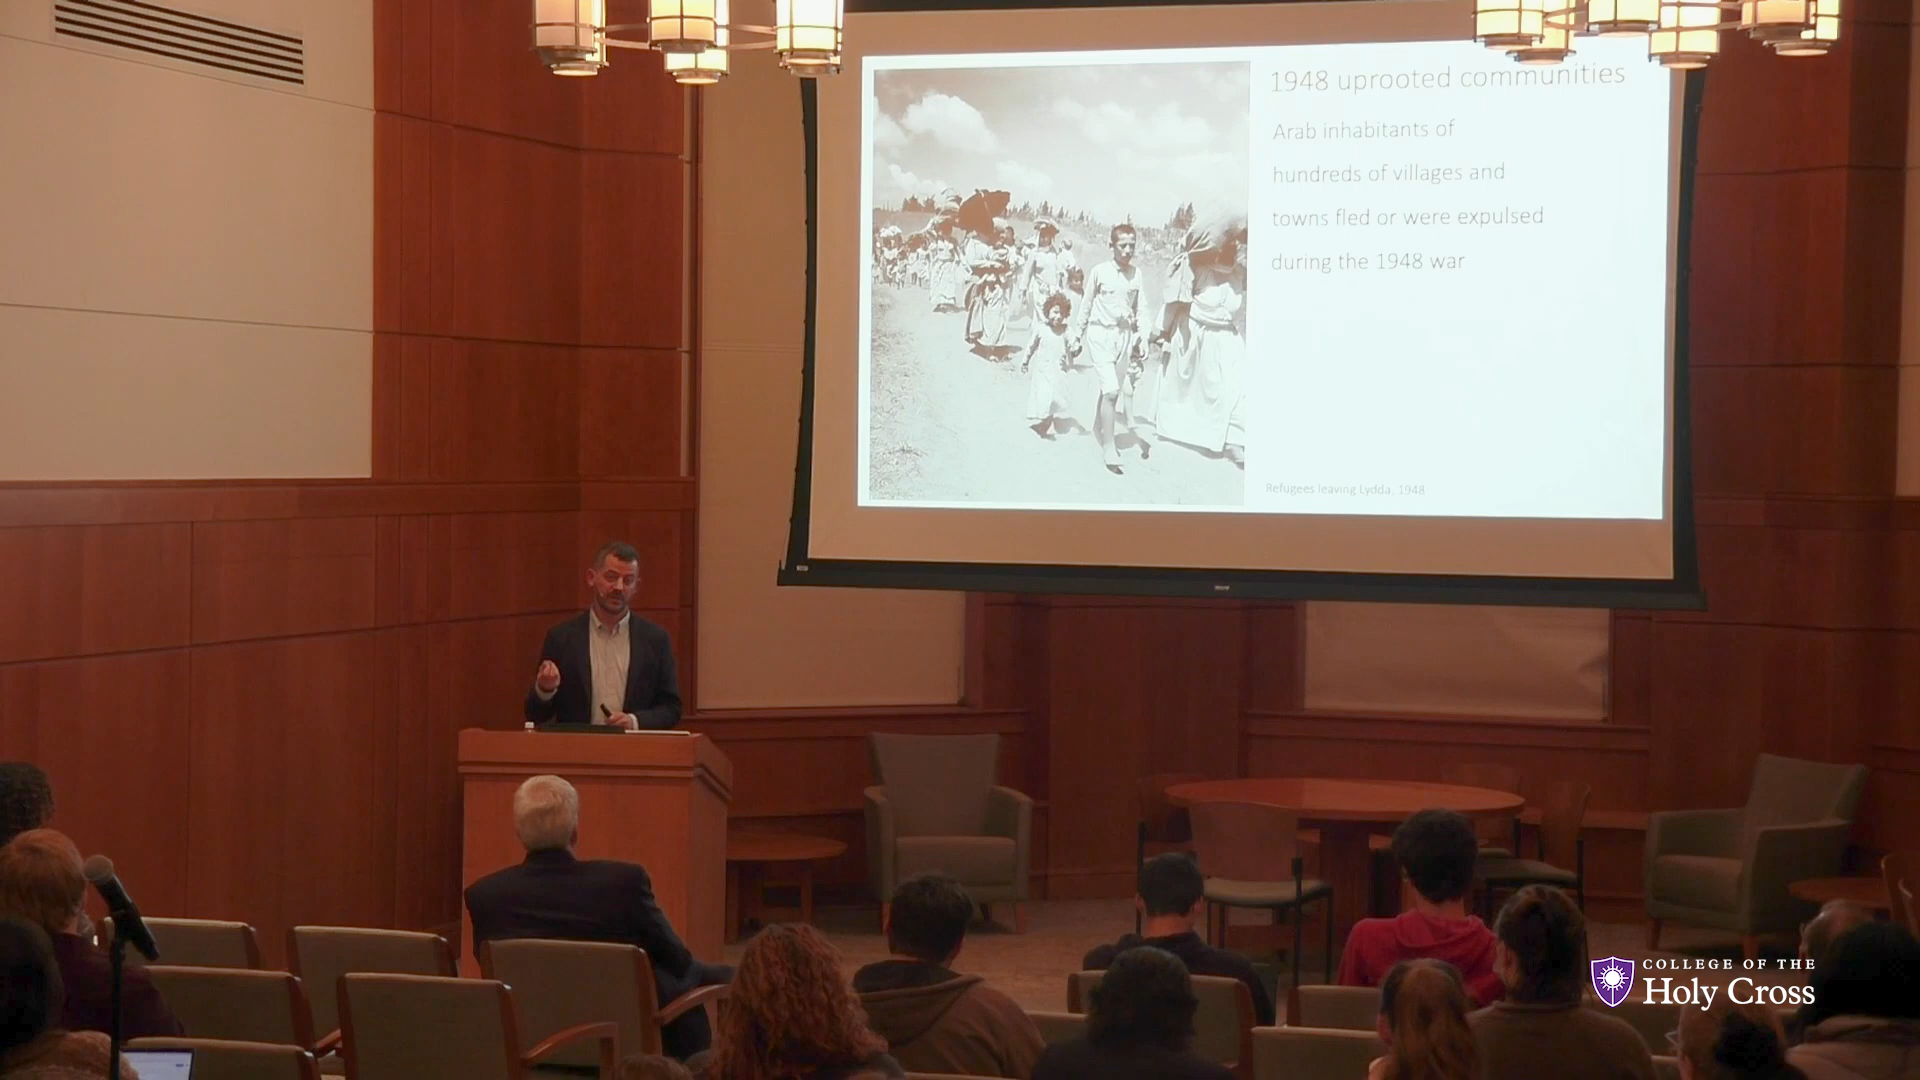 1948 uprooted communities
Arab inhabitants of
hundreds of villages and
towns fled or were expulsed
during the 1948 war
Refugees leaving Lydda, 1948
COLLEGE OF THE
Holy Cross